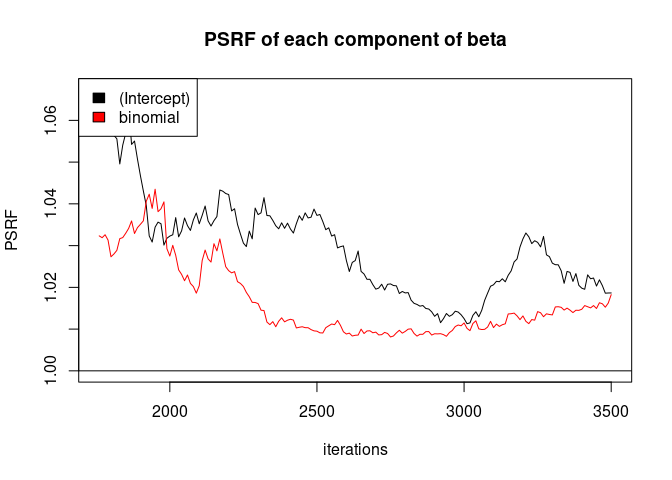 PSRF of each component of beta
(Intercept)
binomial
PSRF
1.06
1.04
1.02
1.00
2000 2500 3000 3500
iterations